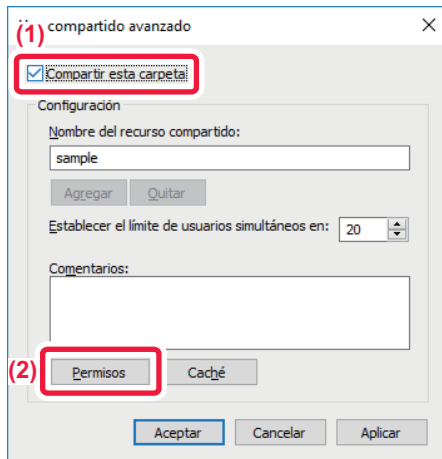 compartido avanzado
(1)
Compartir esta carpeta
Configuración
Nombre del recurso compartido:
sample
Agregar Quitar
Establecer el límite de usuarios simultáneos en: 20
Comentarios:
(2) Permisos Caché
Aceptar Cancelar Aplicar